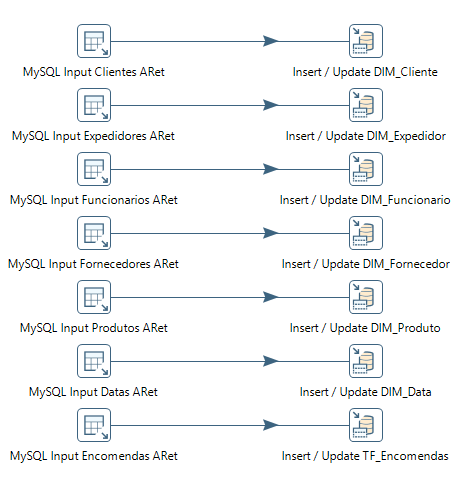 MySQL Input Clientes ARet
Insert / Update DIM_Cliente
MySQL Input Expedidores ARet
Insert / Update DIM_Expedidor
MySQL Input Funcionarios ARet
Insert / Update DIM_Funcionario
MySQL Input Fornecedores ARet
Insert / Update DIM_Fornecedor
MySQL Input Produtos ARet
Insert / Update DIM_Produto
MySQL Input Datas ARet
Insert / Update DIM_Data
MySQL Input Encomendas ARet
Insert / Update TF_Encomendas